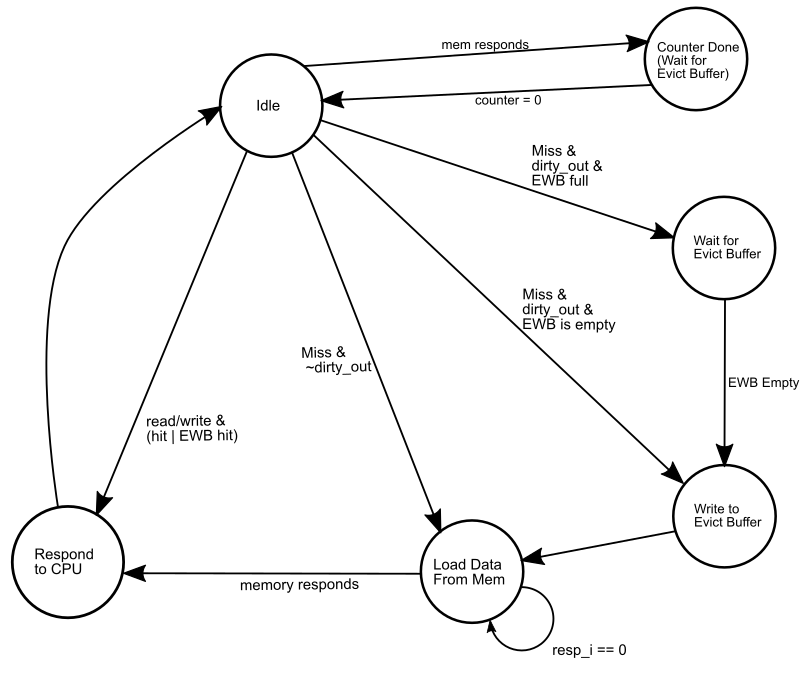 mem responds
Counter Done
(Wait for
Evict Buffer)
Idle
counter = 0
Miss &
dirty_out &
EWB full
Wait for
Evict Buffer
Miss &
dirty_out &
EWB is empty
Miss &
~dirty_out
EWB Empty
read/write &
(hit | EWB hit)
Write to
Evict Buffer
Respond
to CPU
Load Data
From Mem
memory responds
resp_i == 0